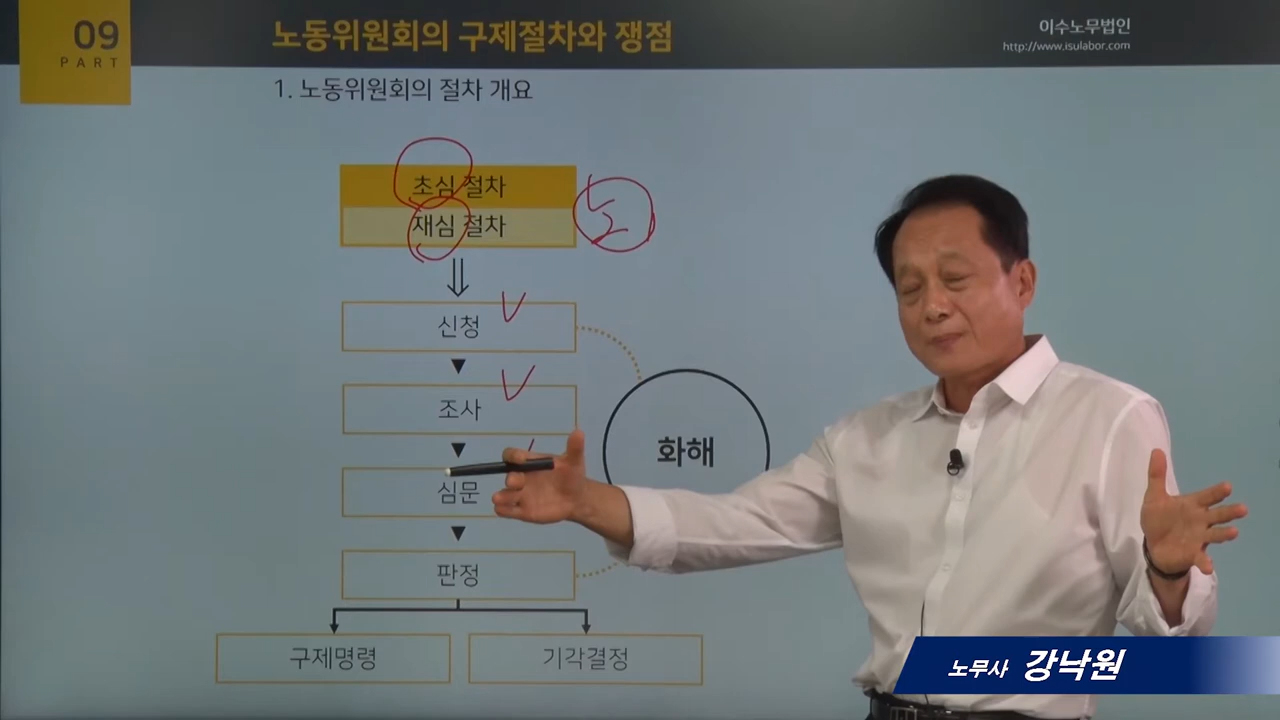 09
PART
노동위원회의 구제절차와 쟁점
이수노무법인
http://www.isulabor.com
1. 노동위원회의 절차 개요
초심 절차
재심 절차
신청
조사
심문
판정
화해
구제명령
기각결정
노무사 강낙원